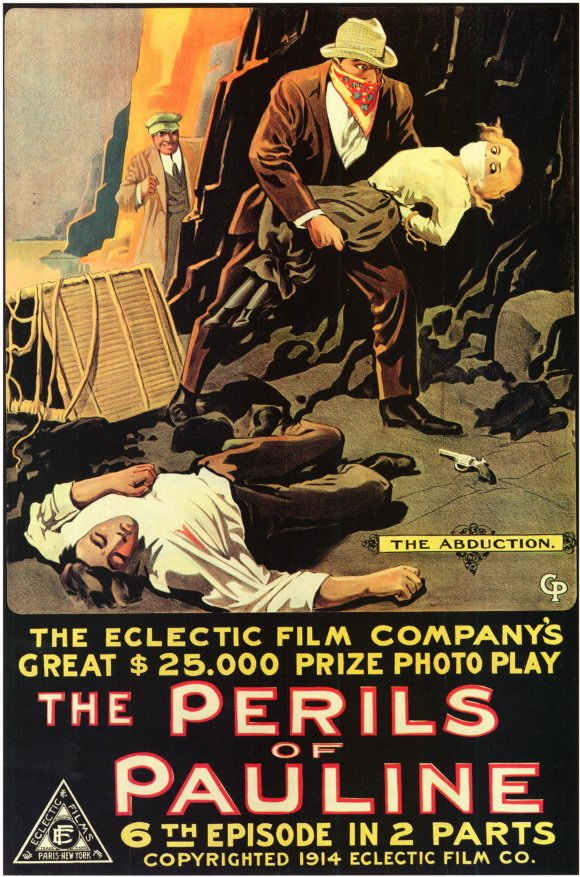 THE ABDUCTION.
GP
THE ECLECTIC FILM COMPANY'S
GREAT $ 25.000 PRIZE PHOTO PLAY
THE PERILS
OF
PAULINE
6TH EPISODE IN 2 PARTS
COPYRIGHTED 1914 ECLECTIC FILM CO.
ECLECTIC FILMS
EF
PARIS-NEW YORK